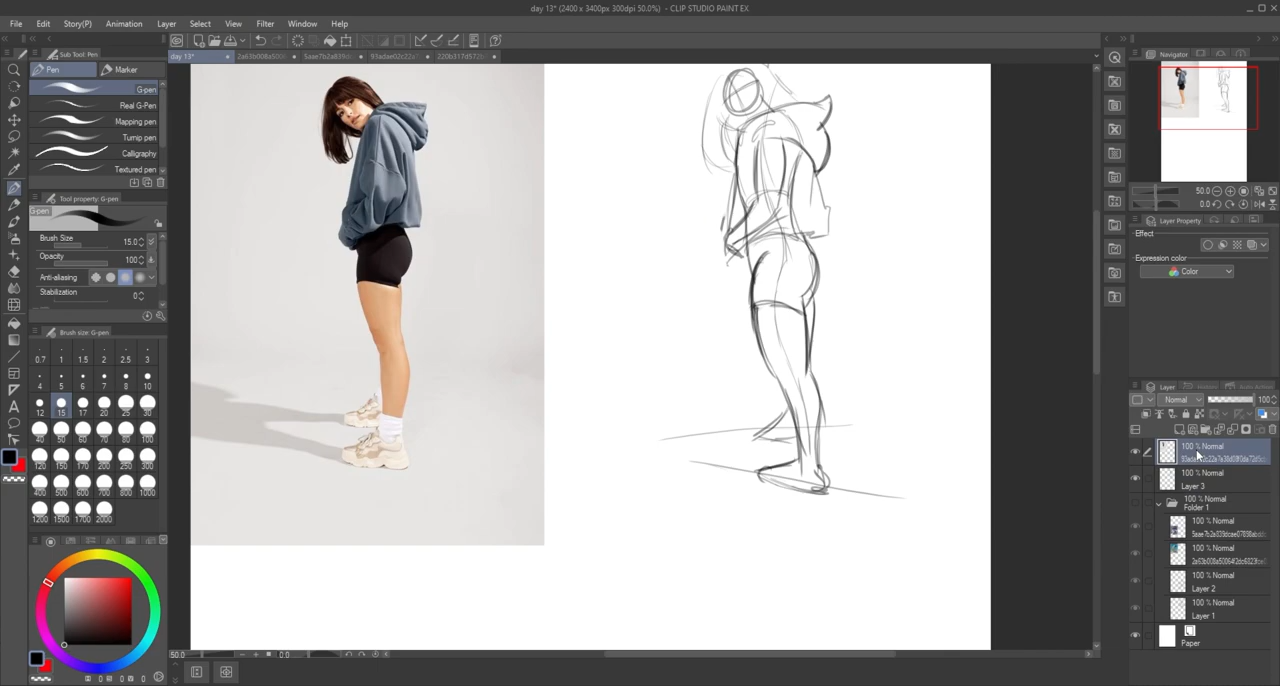 day 13* (2400 x 3400px 300dpi 50.0%) - CLIP STUDIO PAINT EX
File Edit Story(P) Animation Layer Select View Filter Window Help
Sub Tool: Pen
day 13*
Pen
Marker
G-pen
Real G-Pen
Mapping pen
Turnip pen
Calligraphy
Textured pen
Tool property: G-pen
G-pen
Brush Size 15.0
Opacity 100
Anti-aliasing
Stabilization 0
Brush size: G-pen
0.7 1 1.5 2 2.5 3
4 5 6 7 8 10
12 15 17 20 25 30
40 50 60 70 80 100
120 150 170 200 250 300
400 500 600 700 800 1000
1200 1500 1700 2000
50.0
0.0
Navigator
50.0
0.0
Layer Property
Effect
Expression color
Color
Layer
Normal 100
100 % Normal
100 % Normal
Layer 3
100 % Normal
Folder 1
100 % Normal
100 % Normal
100 % Normal
Layer 2
100 % Normal
Layer 1
Paper